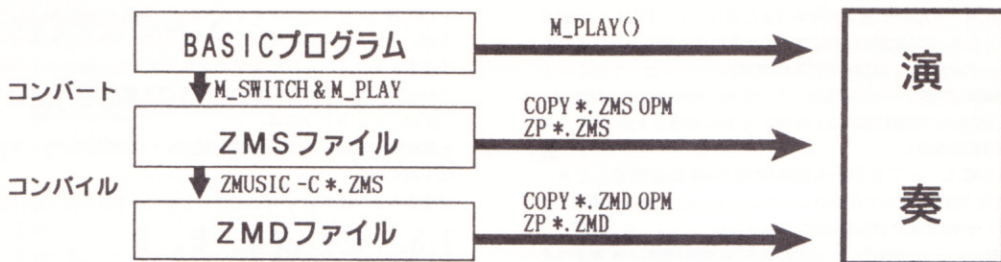 BASICプログラム
M_PLAY()
コンバート
M_SWITCH & M_PLAY
ZMSファイル
COPY *.ZMS OPM
ZP *.ZMS
コンパイル
ZMUSIC -C *.ZMS
ZMDファイル
COPY *.ZMD OPM
ZP *.ZMD
演奏